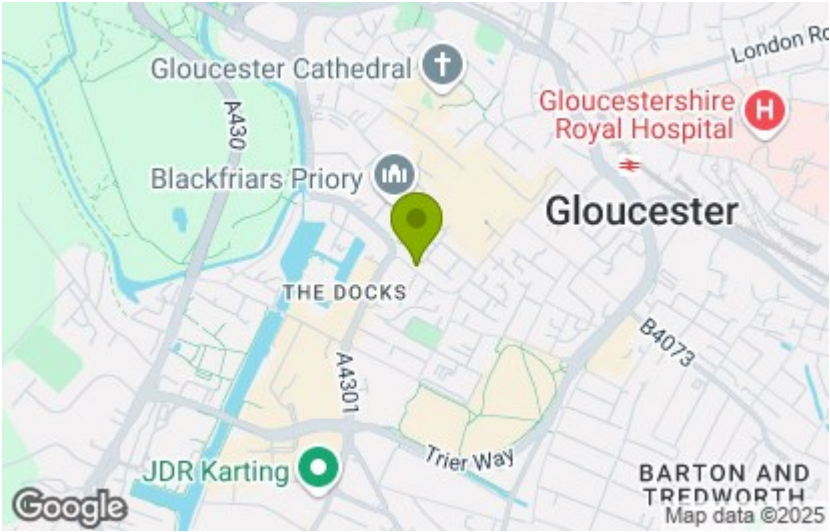 London Ro
Gloucester Cathedral
Gloucestershire
Royal Hospital
H
A430
Blackfriars Priory
Gloucester
THE DOCKS
B4073
A4301
Trier Way
JDR Karting
BARTON AND
TREDWORTH
Google
Map data ©2025